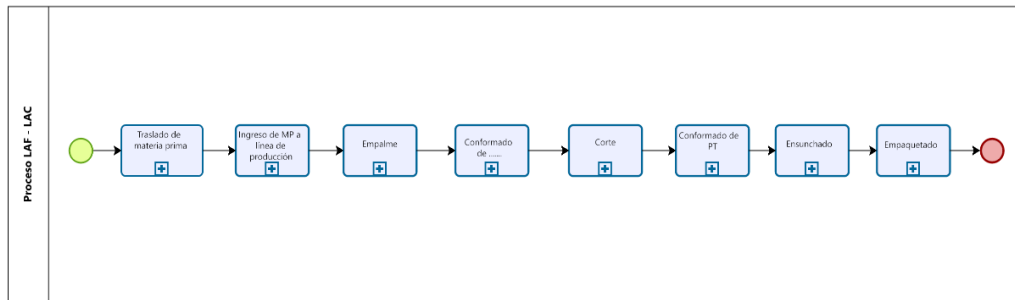 Proceso LAF - LAC
Traslado de
materia prima
Ingreso de MP a
línea de
producción
Empalme
Conformado
de ......
Corte
Conformado de
PT
Ensunchado
Empaquetado